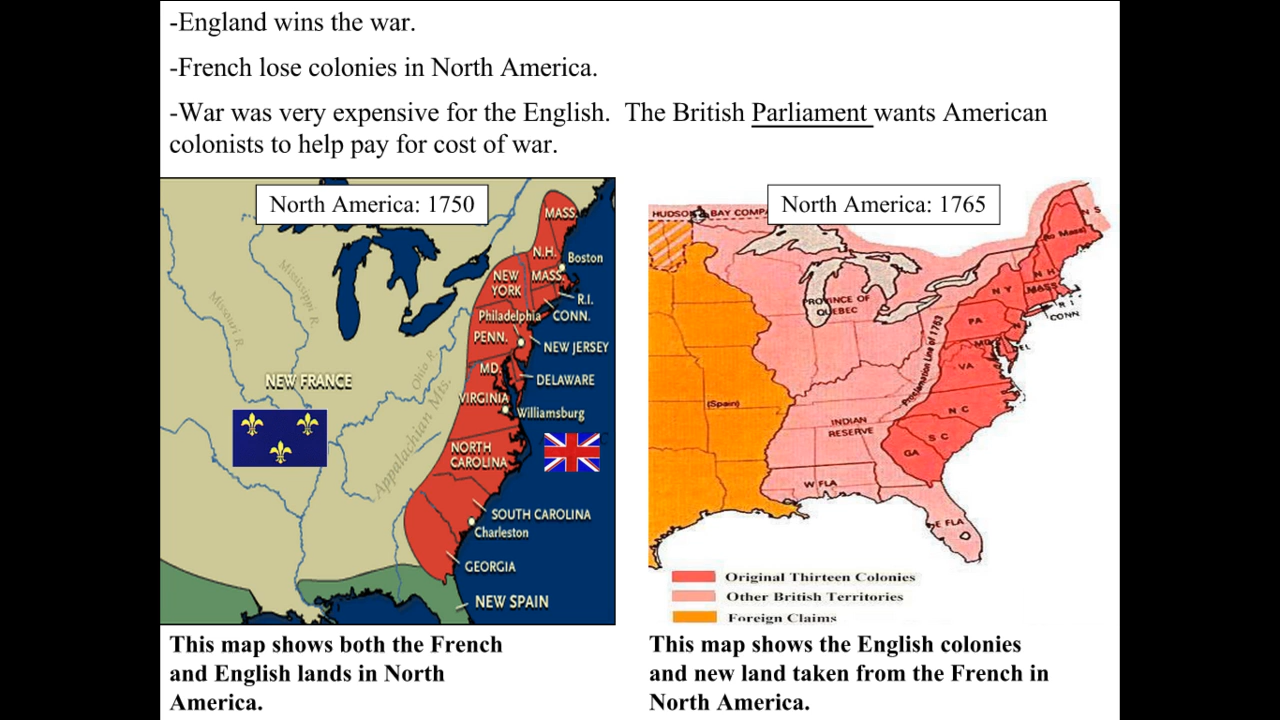 -England wins the war.
-French lose colonies in North America.
-War was very expensive for the English.  The British Parliament wants American
colonists to help pay for cost of war.
North America: 1750
MASS.
N.H.
Boston
NEW
YORK
MASS.
R.I.
CONN.
Philadelphia
PENN.
NEW JERSEY
MD.
DELAWARE
VIRGINIA
Williamsburg
NORTH
CAROLINA
SOUTH CAROLINA
Charleston
GEORGIA
NEW SPAIN
NEW FRANCE
Missouri R.
Mississippi R.
Ohio R.
Appalachian Mts.
This map shows both the French
and English lands in North
America.
North America: 1765
HUDSON BAY COMPA
N S
(to Mass)
N H
N Y
MASS
R I
CONN
PROVINCE OF
QUEBEC
PA
N J
MD
DEL
VA
Proclamation Line of 1763
(Spain)
INDIAN
RESERVE
N C
S C
GA
W FLA
E FLA
Original Thirteen Colonies
Other British Territories
Foreign Claims
This map shows the English colonies
and new land taken from the French in
North America.